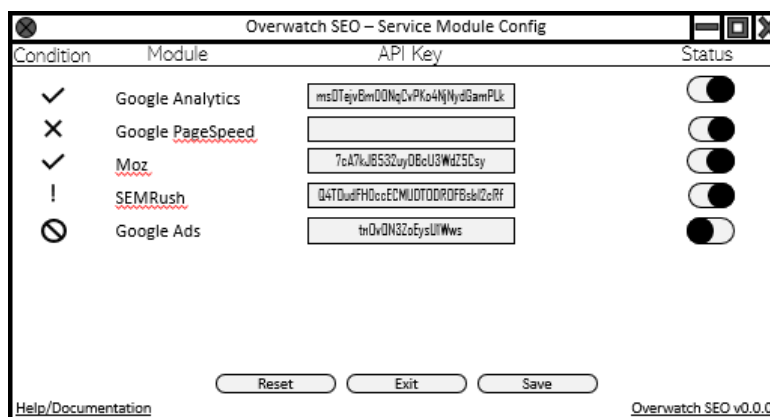 Overwatch SEO – Service Module Config
Condition Module API Key Status
Google Analytics
Google PageSpeed
Moz
SEMRush
Google Ads
Reset Exit Save
Help/Documentation Overwatch SEO v0.0.0